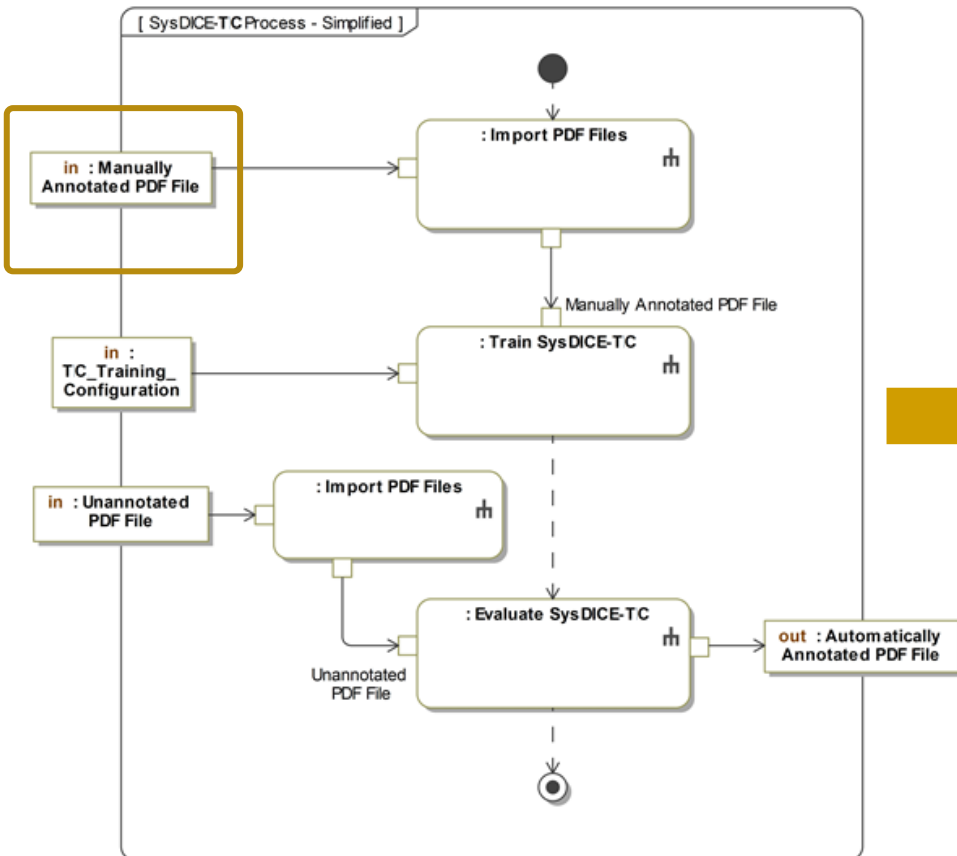 [ SysDICE-TC Process - Simplified ]
: Import PDF Files
in : Manually
Annotated PDF File
Manually Annotated PDF File
: Train SysDICE-TC
in :
TC_Training_
Configuration
: Import PDF Files
in : Unannotated
PDF File
: Evaluate SysDICE-TC
out : Automatically
Annotated PDF File
Unannotated
PDF File